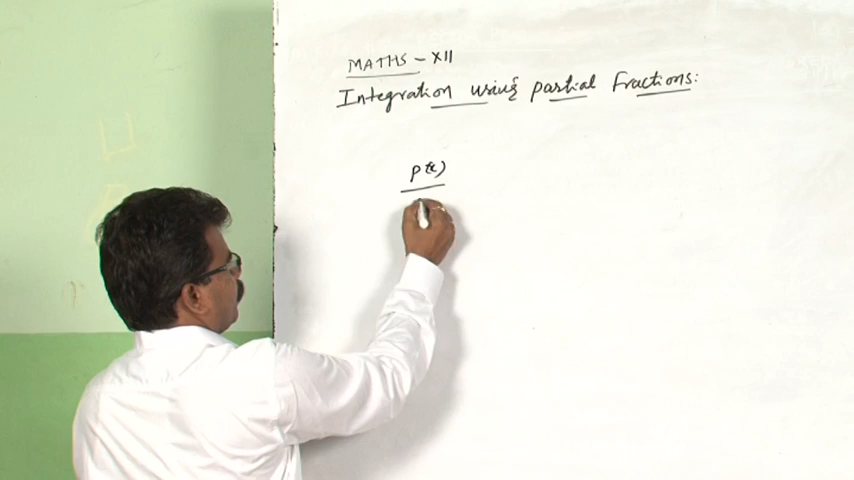 MATHS - XII
Integration using partial Fractions:
P(x)